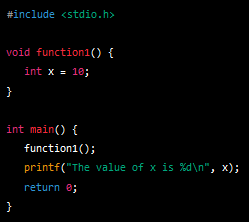 #include <stdio.h>
void function1() {
int x = 10;
}
int main() {
function1();
printf("The value of x is %d\n", x);
return 0;
}